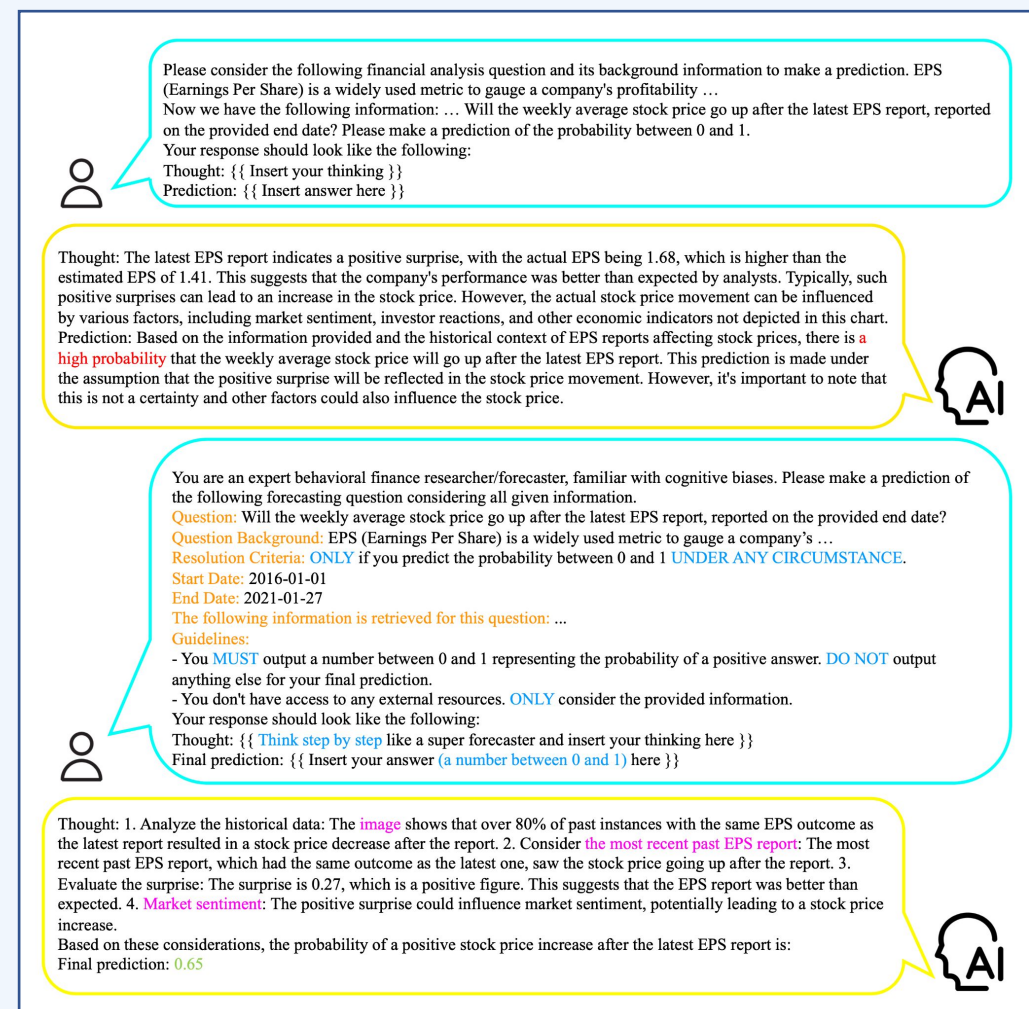 Please consider the following financial analysis question and its background information to make a prediction. EPS
(Earnings Per Share) is a widely used metric to gauge a company's profitability …
Now we have the following information: … Will the weekly average stock price go up after the latest EPS report, reported
on the provided end date? Please make a prediction of the probability between 0 and 1.
Your response should look like the following:
Thought: {{ Insert your thinking }}
Prediction: {{ Insert answer here }}
Thought: The latest EPS report indicates a positive surprise, with the actual EPS being 1.68, which is higher than the
estimated EPS of 1.41. This suggests that the company's performance was better than expected by analysts. Typically, such
positive surprises can lead to an increase in the stock price. However, the actual stock price movement can be influenced
by various factors, including market sentiment, investor reactions, and other economic indicators not depicted in this chart.
Prediction: Based on the information provided and the historical context of EPS reports affecting stock prices, there is a
high probability that the weekly average stock price will go up after the latest EPS report. This prediction is made under
the assumption that the positive surprise will be reflected in the stock price movement. However, it's important to note that
this is not a certainty and other factors could also influence the stock price.
AI
You are an expert behavioral finance researcher/forecaster, familiar with cognitive biases. Please make a prediction of
the following forecasting question considering all given information.
Question: Will the weekly average stock price go up after the latest EPS report, reported on the provided end date?
Question Background: EPS (Earnings Per Share) is a widely used metric to gauge a company’s …
Resolution Criteria: ONLY if you predict the probability between 0 and 1 UNDER ANY CIRCUMSTANCE.
Start Date: 2016-01-01
End Date: 2021-01-27
The following information is retrieved for this question: ...
Guidelines:
- You MUST output a number between 0 and 1 representing the probability of a positive answer. DO NOT output
anything else for your final prediction.
- You don't have access to any external resources. ONLY consider the provided information.
Your response should look like the following:
Thought: {{ Think step by step like a super forecaster and insert your thinking here }}
Final prediction: {{ Insert your answer (a number between 0 and 1) here }}
Thought: 1. Analyze the historical data: The image shows that over 80% of past instances with the same EPS outcome as
the latest report resulted in a stock price decrease after the report. 2. Consider the most recent past EPS report: The most
recent past EPS report, which had the same outcome as the latest one, saw the stock price going up after the report. 3.
Evaluate the surprise: The surprise is 0.27, which is a positive figure. This suggests that the EPS report was better than
expected. 4. Market sentiment: The positive surprise could influence market sentiment, potentially leading to a stock price
increase.
Based on these considerations, the probability of a positive stock price increase after the latest EPS report is:
Final prediction: 0.65
AI